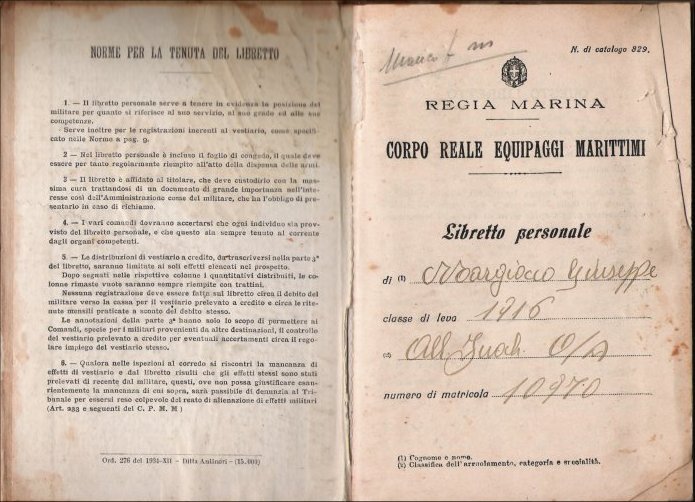 NORME PER LA TENUTA DEL LIBRETTO
1. — Il libretto personale serve a tenere in evidenza la posizione del
militare per quanto si riferisce al suo servizio, al suo grado ed alle sue
competenze.
Serve inoltre per le registrazioni inerenti al vestiario, come specifi-
cato nelle Norme a pag. 9.
2 — Nel libretto personale è incluso il foglio di congedo, il quale deve
essere per tanto regolarmente riempito all'atto della dispensa delle armi.
3 — Il libretto è affidato al titolare, che deve custodirlo con la mas-
sima cura trattandosi di un documento di grande importanza nell'inte-
resse così dell'Amministrazione come del militare, che ha l'obbligo di pre-
sentarlo in caso di richiamo.
4. — I vari comandi dovranno accertarsi che ogni individuo sia prov-
visto del libretto personale, e che questo sia sempre tenuto al corrente
dagli organi competenti.
5. — Le distribuzioni di vestiario a credito, da trascriversi nella parte 3ª
del libretto, saranno limitate ai soli effetti elencati nel prospetto.
Dopo segnati nelle rispettive colonne i quantitativi distribuiti, le co-
lonne rimaste vuote saranno sempre riempite con trattini.
Nessuna registrazione deve essere fatta sul libretto circa il debito del
militare verso la cassa per il vestiario prelevato a credito e circa le rite-
nute mensili praticate a sconto del debito stesso.
Le annotazioni della parte 3ª hanno solo lo scopo di permettere ai
Comandi, specie per i militari provenienti da altre destinazioni, il controllo
del vestiario prelevato a credito per eventuali accertamenti circa il rego-
lare impiego del vestiario stesso.
6. — Qualora nelle ispezioni al corredo si riscontri la mancanza di
effetti di vestiario e dal libretto risulti che gli effetti stessi sono stati
prelevati di recente dal militare, questi, ove non possa giustificare esau-
rientemente la mancanza di cui sopra, sarà passibile di denunzia al Tri-
bunale per essersi reso colpevole del reato di alienazione di effetti militari
(Art. 233 e seguenti del C. P. M. M)
Ord. 276 del 1934-XII - Ditta Aulineri - (15.000)
N. di catalogo 829.
REGIA MARINA
CORPO REALE EQUIPAGGI MARITTIMI
Libretto personale
di (1) Margiocco Giuseppe
classe di leva 1916
(2) All. Fuoch. O/s
numero di matricola 10970
(1) Cognome e nome.
(2) Classifica dell'arruolamento, categoria e specialità.